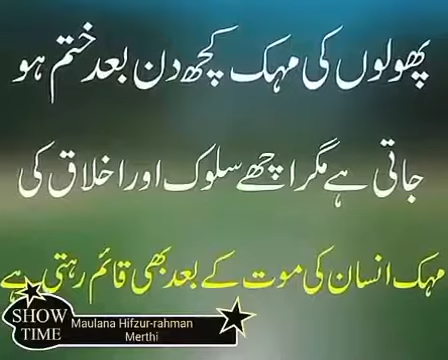 پھولوں کی مہک کچھ دن بعد ختم ہو
جاتی ہے مگر اچھے سلوک اور اخلاق کی
مہک انسان کی موت کے بعد بھی قائم رہتی ہے
SHOW
TIME
Maulana Hifzur-rahman
Merthi